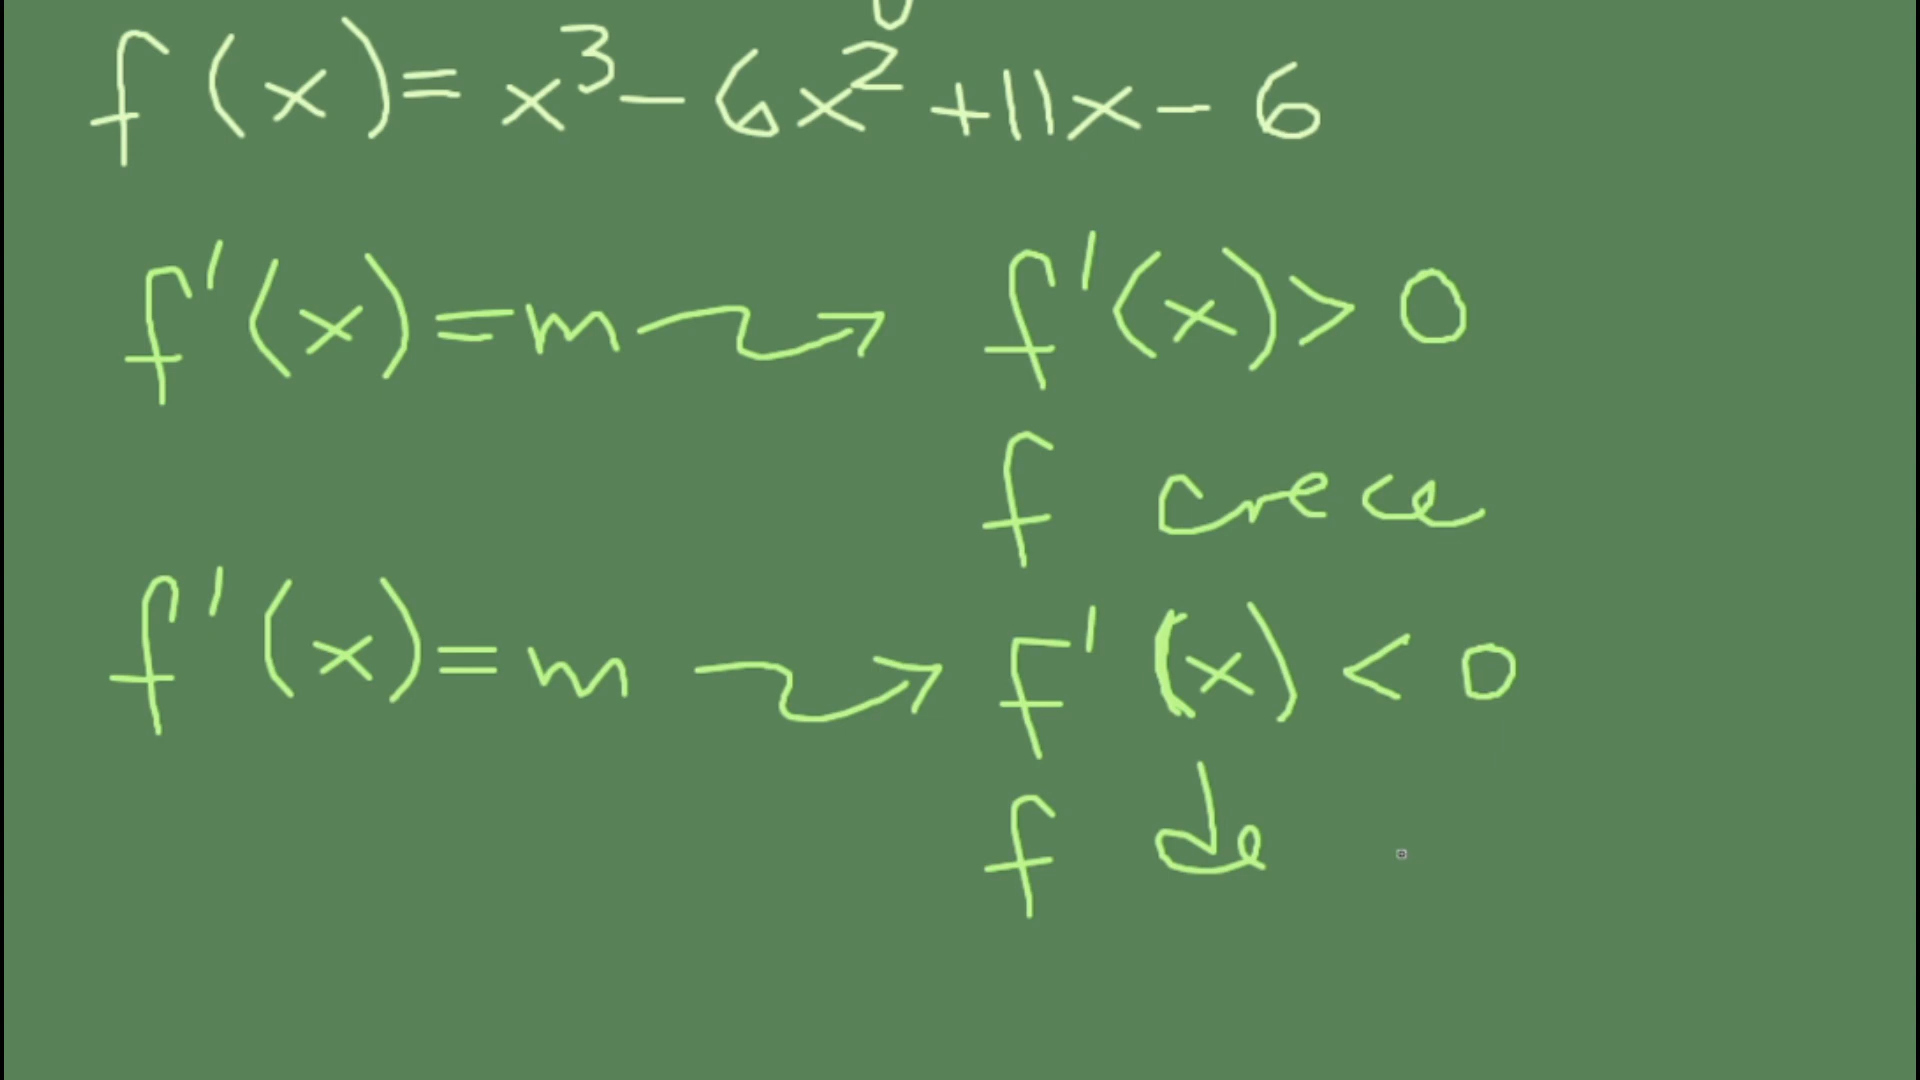 f(x) = x³ - 6x² + 11x - 6
f'(x) = m → f'(x) > 0
f crece
f'(x) = m → f'(x) < 0
f de